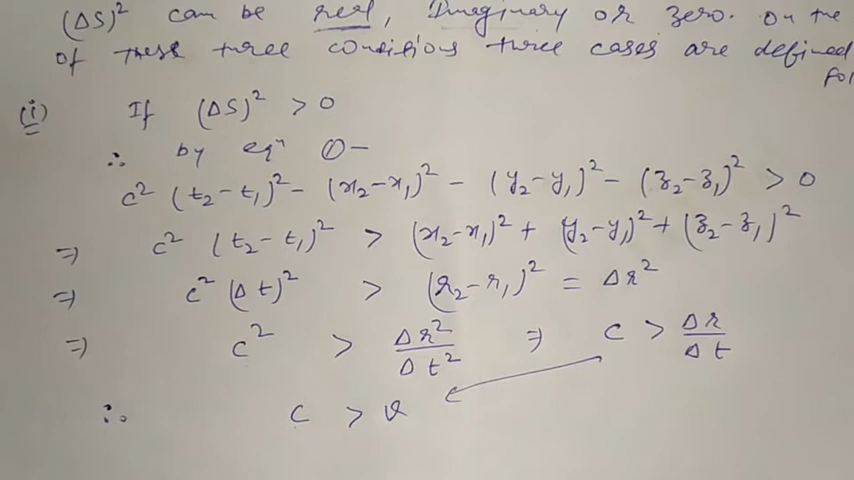 (ΔS)² can be real, Imaginary or zero. On the
of these three conditions three cases are defined
fol
(i) If (ΔS)² > 0
∴ by eqⁿ ①-
c² (t₂-t₁)² - (x₂-x₁)² - (y₂-y₁)² - (z₂-z₁)² > 0
⇒ c² (t₂-t₁)² > (x₂-x₁)² + (y₂-y₁)² + (z₂-z₁)²
⇒ c² (Δt)² > (r₂-r₁)² = Δr²
⇒ c² > Δr²/Δt² ⇒ c > Δr/Δt
∴ c > v